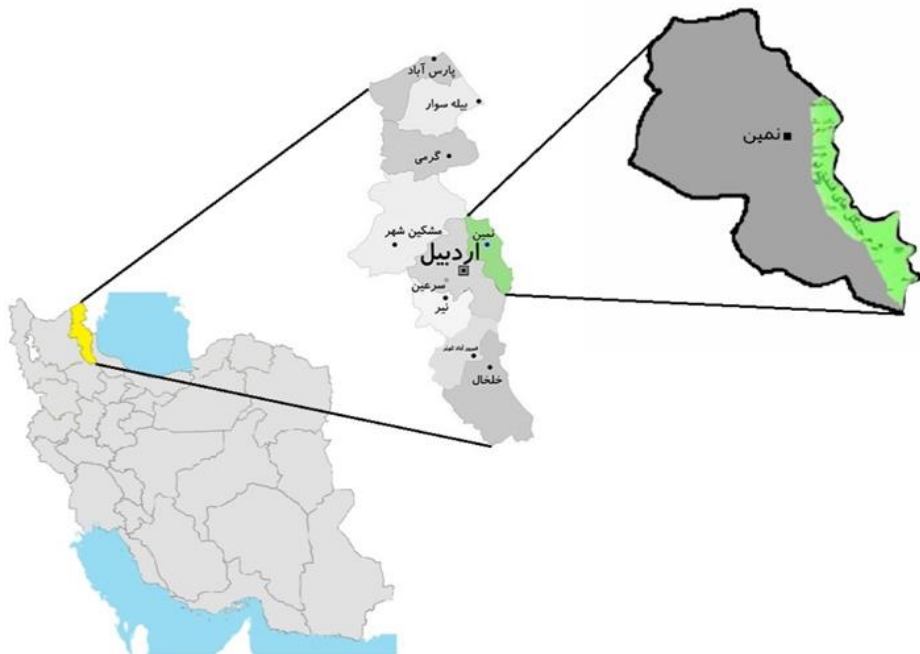 پارس آباد
بیله سوار
گرمی
مشکین شهر
نمین
اردبیل
سرعین
نیر
خلخال
نمین